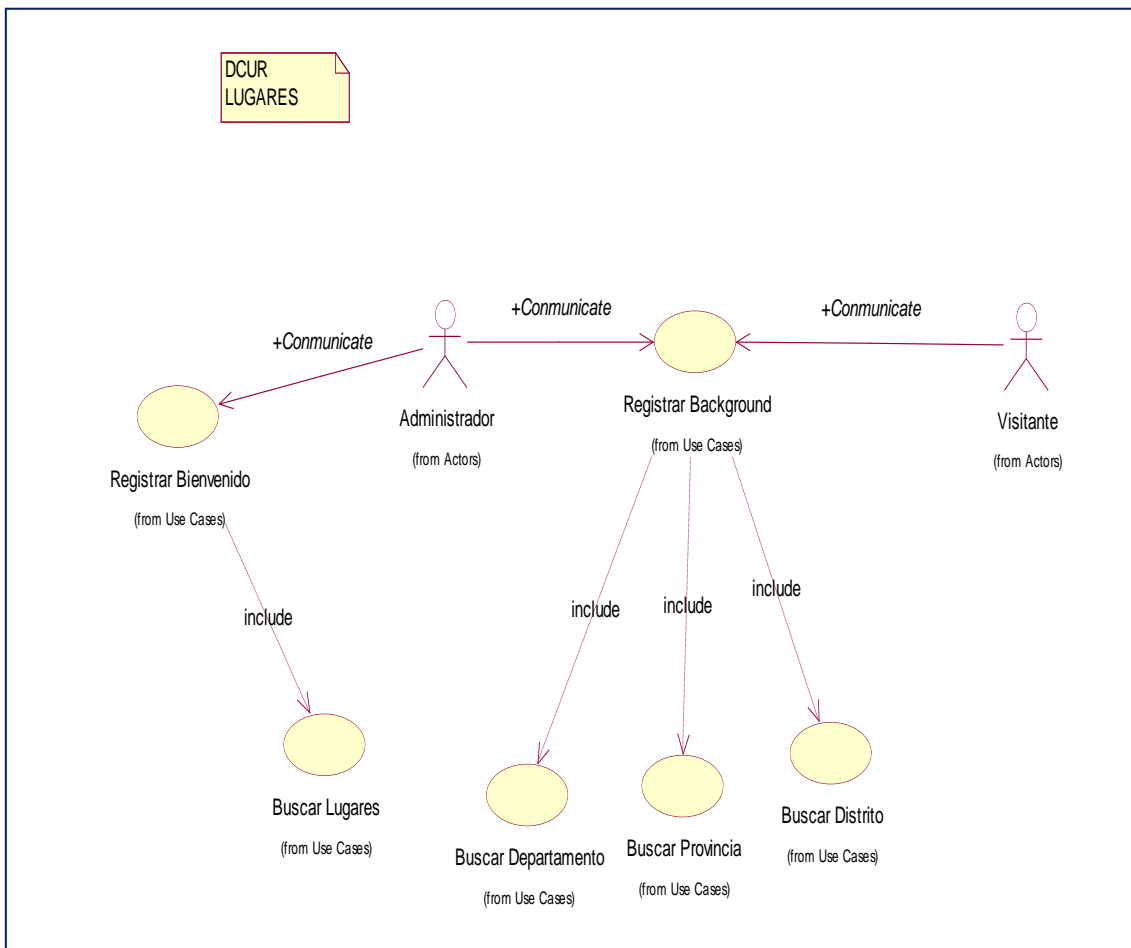 DCUR
LUGARES
+Conmunicate
+Conmunicate
+Conmunicate
Administrador
(from Actors)
Registrar Background
(from Use Cases)
Visitante
(from Actors)
Registrar Bienvenido
(from Use Cases)
include
include
include
include
Buscar Lugares
(from Use Cases)
Buscar Departamento
(from Use Cases)
Buscar Provincia
(from Use Cases)
Buscar Distrito
(from Use Cases)